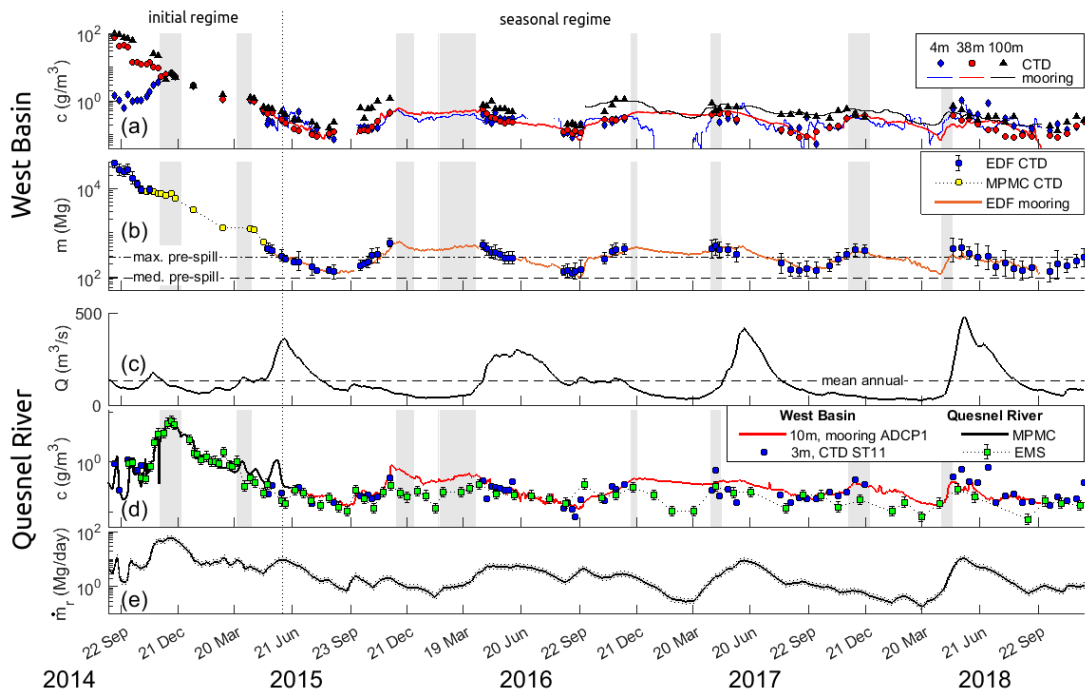 initial regime
seasonal regime
West Basin
c (g/m³)
10²
10⁰
(a)
4m 38m 100m
CTD
mooring
m (Mg)
10⁴
10²
(b)
max. pre-spill
med. pre-spill
EDF CTD
MPMC CTD
EDF mooring
Quesnel River
Q (m³/s)
500
0
(c)
mean annual
c (g/m³)
10⁰
(d)
West Basin Quesnel River
10m, mooring ADCP1 MPMC
3m, CTD ST11 EMS
ṁᵣ (Mg/day)
10²
10⁰
(e)
22 Sep 21 Dec 20 Mar 21 Jun 23 Sep 21 Dec 19 Mar 20 Jun 22 Sep 21 Dec 20 Mar 20 Jun 22 Sep 21 Dec 20 Mar 21 Jun 22 Sep
2014 2015 2016 2017 2018